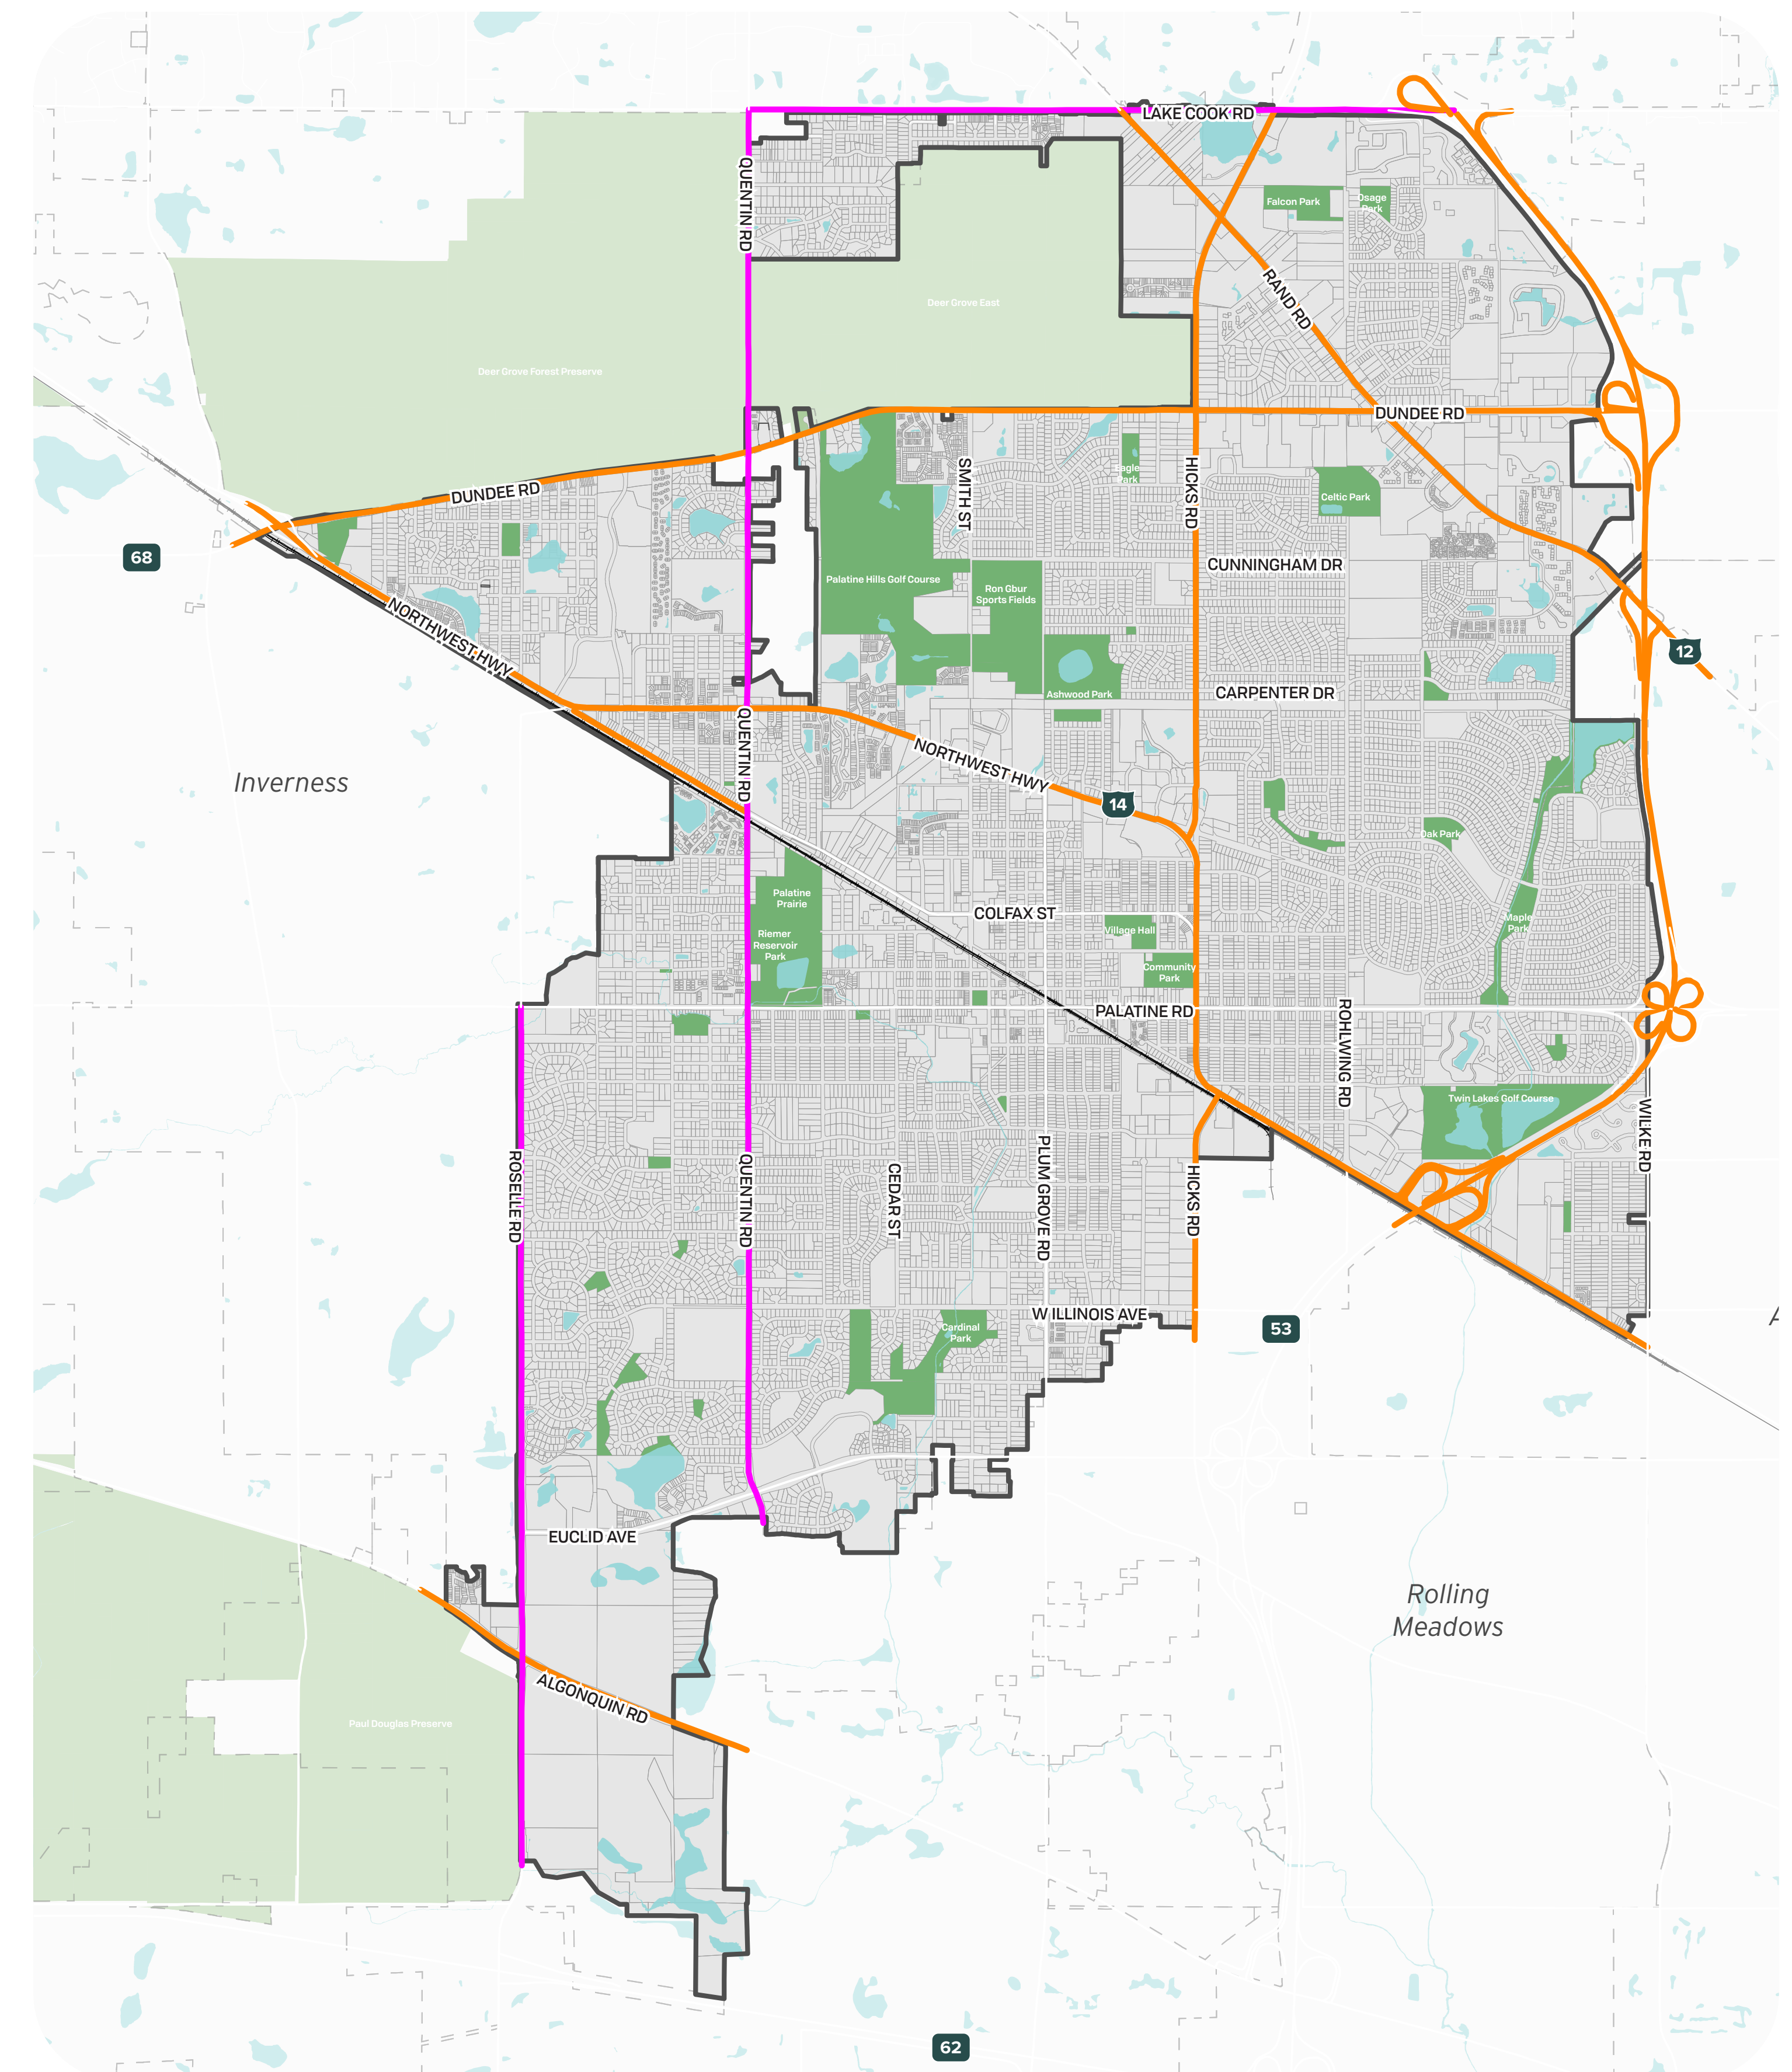 LAKE COOK RD
QUENTIN RD
Falcon Park
Osage
Park
RAND RD
Deer Grove East
Deer Grove Forest Preserve
DUNDEE RD
DUNDEE RD
SMITH ST
Eagle
Park
HICKS RD
Celtic Park
68
CUNNINGHAM DR
Palatine Hills Golf Course
Ron Gbur
Sports Fields
NORTHWEST HWY
12
Ashwood Park
CARPENTER DR
QUENTIN RD
NORTHWEST HWY
Inverness
14
Oak Park
Palatine
Prairie
COLFAX ST
Village Hall
Maple
Park
Riemer
Reservoir
Park
Community
Park
PALATINE RD
ROHLWING RD
Twin Lakes Golf Course
WILKE RD
ROSELLE RD
QUENTIN RD
CEDAR ST
PLUM GROVE RD
HICKS RD
W ILLINOIS AVE
Cardinal
Park
53
A
EUCLID AVE
Rolling
Meadows
ALGONQUIN RD
Paul Douglas Preserve
62